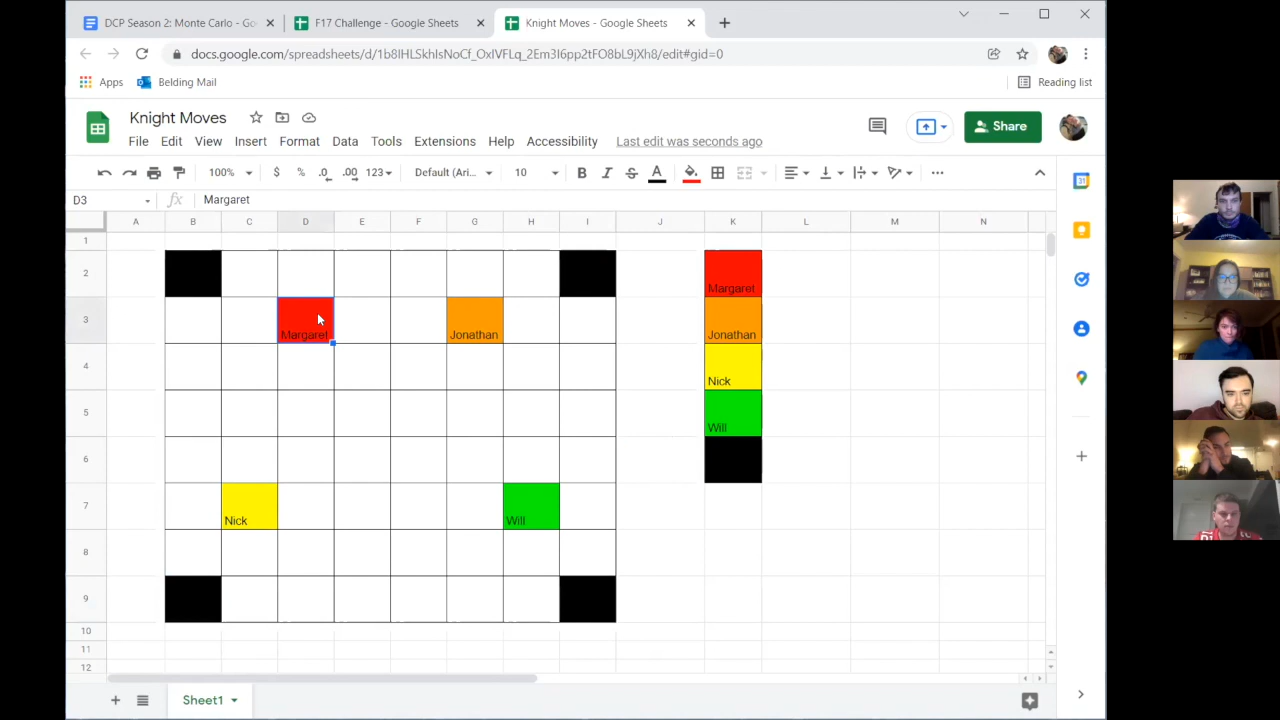 DCP Season 2: Monte Carlo - Go
F17 Challenge - Google Sheets
Knight Moves - Google Sheets
docs.google.com/spreadsheets/d/1b8IHLSkhIsNoCf_OxIVFLq_2Em3I6pp2tFO8bL9jXh8/edit#gid=0
Apps
Belding Mail
Reading list
Knight Moves
File Edit View Insert Format Data Tools Extensions Help Accessibility Last edit was seconds ago
Share
100% $ % .0 .00 123 Default (Ari... 10 B I S A
D3 fx Margaret
A B C D E F G H I J K L M N
1
2 Margaret
3 Margaret Jonathan Jonathan
4 Nick
5 Will
6
7 Nick Will
8
9
10
11
12
Sheet1
31